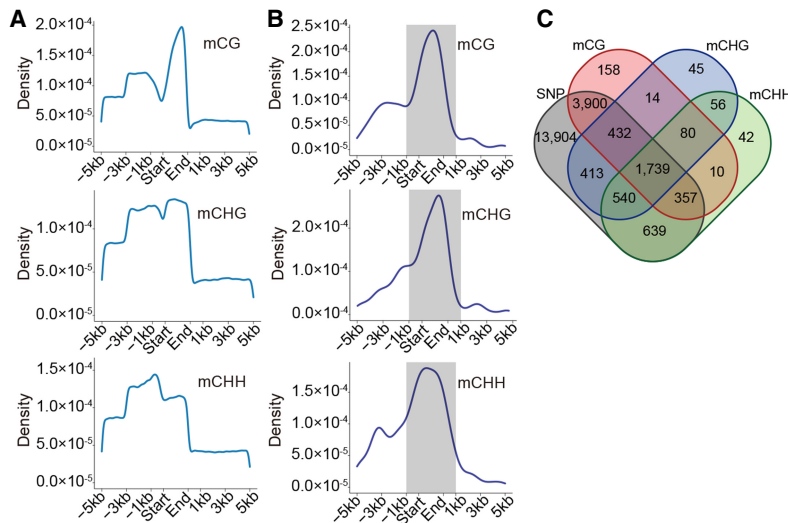 A
B
C
mCG
2.0×10⁻⁴
1.5×10⁻⁴
1.0×10⁻⁴
5.0×10⁻⁵
0.0×10⁻⁵
Density
−5kb
−3kb
−1kb
Start
End
1kb
3kb
5kb
mCHG
1.0×10⁻⁴
5.0×10⁻⁵
0.0×10⁻⁵
Density
−5kb
−3kb
−1kb
Start
End
1kb
3kb
5kb
mCHH
1.5×10⁻⁴
1.0×10⁻⁴
5.0×10⁻⁵
0.0×10⁻⁵
Density
−5kb
−3kb
−1kb
Start
End
1kb
3kb
5kb
mCG
2.5×10⁻⁴
2.0×10⁻⁴
1.5×10⁻⁴
1.0×10⁻⁴
5.0×10⁻⁵
0.0×10⁻⁵
Density
−5kb
−3kb
−1kb
Start
End
1kb
3kb
5kb
mCHG
2.0×10⁻⁴
1.0×10⁻⁴
0.0×10⁻⁴
Density
−5kb
−3kb
−1kb
Start
End
1kb
3kb
5kb
mCHH
1.5×10⁻⁴
1.0×10⁻⁴
5.0×10⁻⁵
0.0×10⁻⁵
Density
−5kb
−3kb
−1kb
Start
End
1kb
3kb
5kb
mCG
mCHG
SNP
mCHH
158
45
3,900
14
56
13,904
432
80
42
413
1,739
10
540
357
639